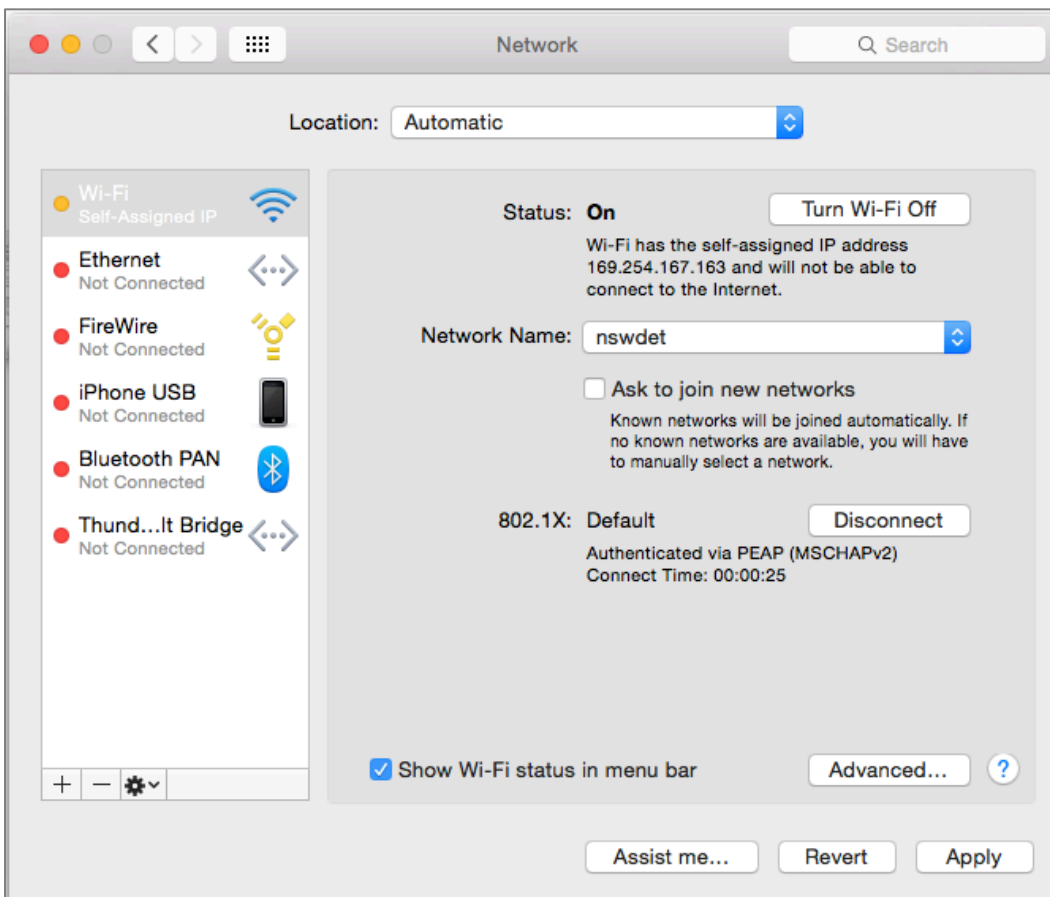 Network
Search
Location: Automatic
Wi-Fi
Self-Assigned IP
Ethernet
Not Connected
FireWire
Not Connected
iPhone USB
Not Connected
Bluetooth PAN
Not Connected
Thund...lt Bridge
Not Connected
Status: On
Turn Wi-Fi Off
Wi-Fi has the self-assigned IP address
169.254.167.163 and will not be able to
connect to the Internet.
Network Name: nswdet
Ask to join new networks
Known networks will be joined automatically. If
no known networks are available, you will have
to manually select a network.
802.1X: Default
Disconnect
Authenticated via PEAP (MSCHAPv2)
Connect Time: 00:00:25
Show Wi-Fi status in menu bar
Advanced...
?
Assist me...
Revert
Apply